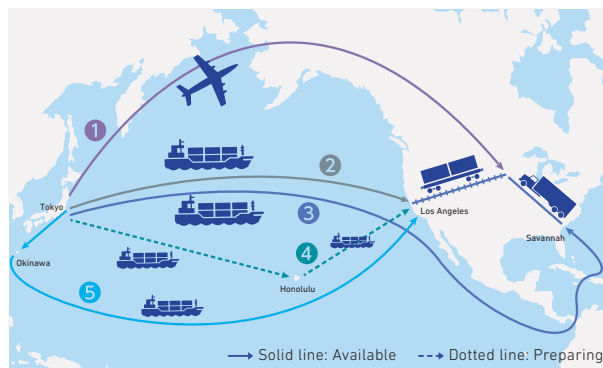 1
2
Tokyo
3
Los Angeles
Savannah
4
Okinawa
Honolulu
5
Solid line: Available
Dotted line: Preparing